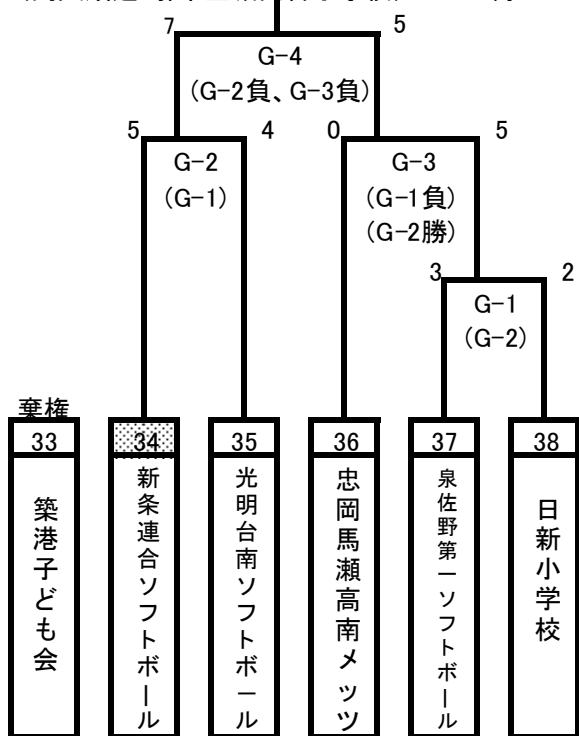 7 5
G-4
(G-2負、G-3負)
5 4 0 5
G-2 G-3
(G-1) (G-1負)
(G-2勝)
3 2
G-1
(G-2)
棄権
33 34 35 36 37 38
築港子ども会
新条連合ソフトボール
光明台南ソフトボール
忠岡馬瀬高南メッツ
泉佐野第一ソフトボール
日新小学校